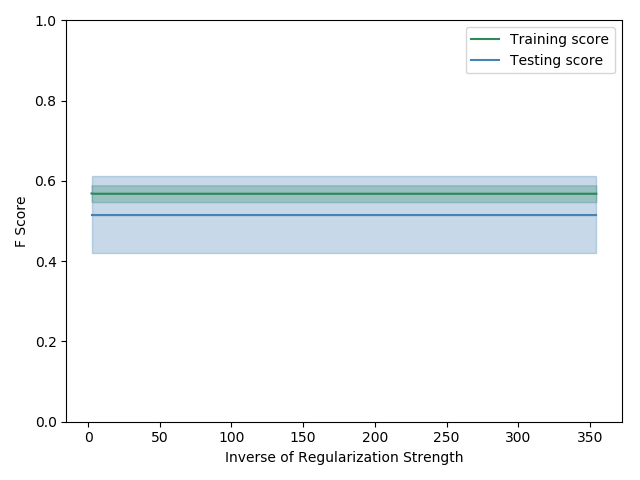 1.0
0.8
0.6
0.4
0.2
0.0
F Score
Training score
Testing score
0 50 100 150 200 250 300 350
Inverse of Regularization Strength